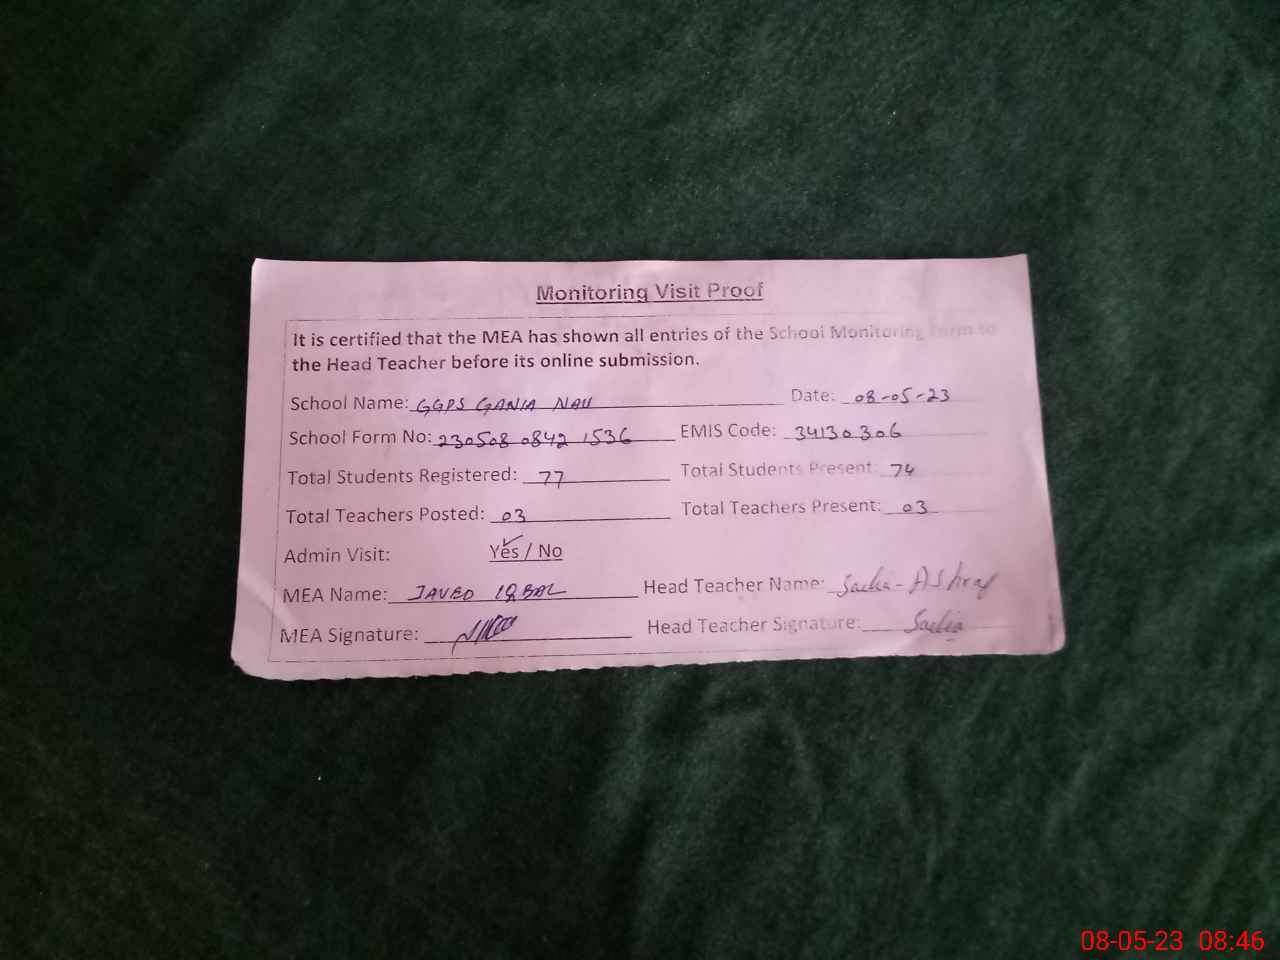 Monitoring Visit Proof
It is certified that the MEA has shown all entries of the School Monitoring Form to
the Head Teacher before its online submission.
School Name: GGPS GANJA NAU Date: 08-05-23
School Form No: 230508 0842 1536 EMIS Code: 34130306
Total Students Registered: 77 Total Students Present: 74
Total Teachers Posted: 03 Total Teachers Present: 03
Admin Visit: Yes / No
MEA Name: JAVED IQBAL Head Teacher Name: Ashraf
MEA Signature: Head Teacher Signature:
08-05-23 08:46